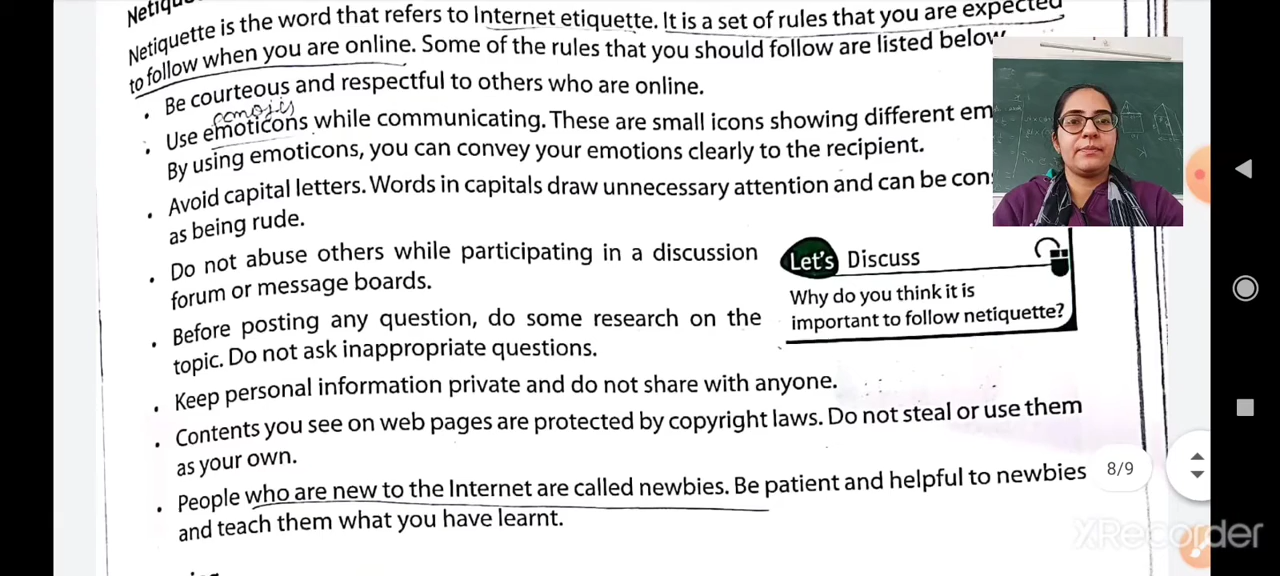 Netiquette is the word that refers to Internet etiquette. It is a set of rules that you are expected
to follow when you are online. Some of the rules that you should follow are listed below
• Be courteous and respectful to others who are online.
emojis
• Use emoticons while communicating. These are small icons showing different em
By using emoticons, you can convey your emotions clearly to the recipient.
• Avoid capital letters. Words in capitals draw unnecessary attention and can be con
as being rude.
• Do not abuse others while participating in a discussion
forum or message boards.
• Before posting any question, do some research on the
topic. Do not ask inappropriate questions.
Let's Discuss
Why do you think it is
important to follow netiquette?
• Keep personal information private and do not share with anyone.
• Contents you see on web pages are protected by copyright laws. Do not steal or use them
as your own.
8/9
• People who are new to the Internet are called newbies. Be patient and helpful to newbies
and teach them what you have learnt.
XRecorder